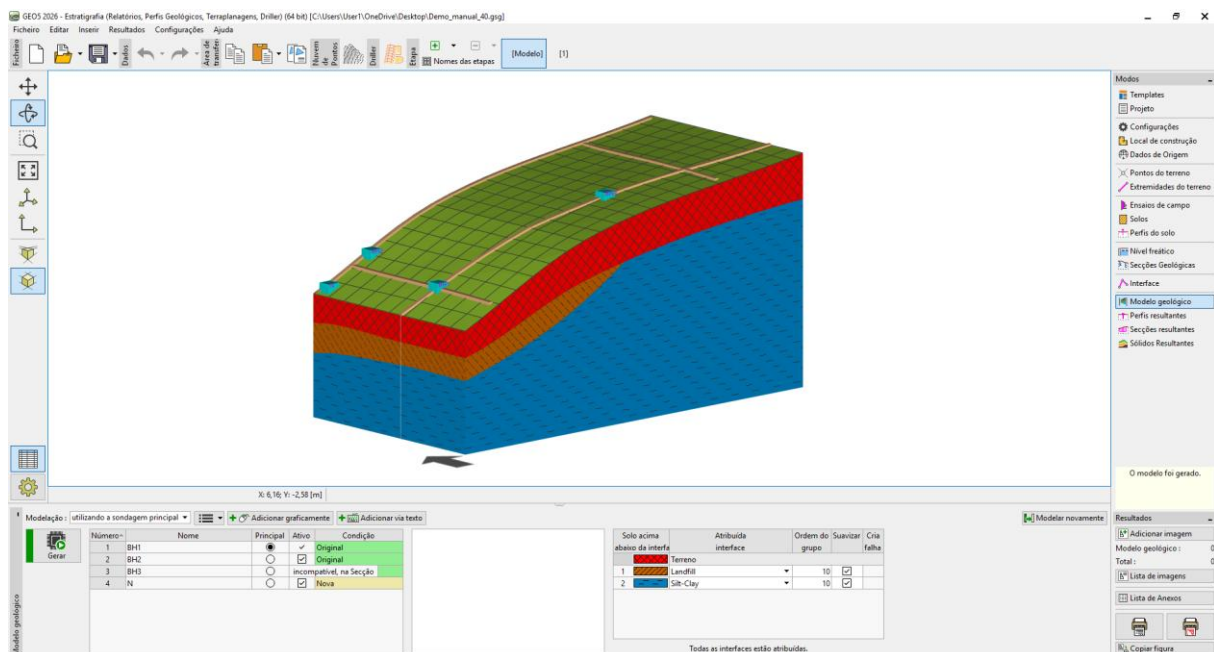 GEO5 2026 - Estratigrafia (Relatórios, Perfis Geológicos, Terraplanagens, Driller) (64 bit) [C:\Users\User1\OneDrive\Desktop\Demo_manual_40.gsg]
Ficheiro Editar Inserir Resultados Configurações Ajuda
Ficheiro
Dados
Área de transfer
Nuvem de Pontos
Driller
Etapa
Nomes das etapas
[Modelo] [1]
Modos
Templates
Projeto
Configurações
Local de construção
Dados de Origem
Pontos do terreno
Extremidades do terreno
Ensaios de campo
Solos
Perfis do solo
Nível freático
Secções Geológicas
Interface
Modelo geológico
Perfis resultantes
Secções resultantes
Sólidos Resultantes
O modelo foi gerado.
X: 6,16; Y: -2,58 [m]
Modelação : utilizando a sondagem principal Adicionar graficamente Adicionar via texto
Gerar
Número Nome Principal Ativo Condição
1 BH1 Original
2 BH2 Original
3 BH3 incompatível, na Secção
4 N Nova
Modelo geológico
Modelar novamente
Solo acima Atribuída Ordem do Suavizar Cria
abaixo da interfa interface grupo falha
Terreno
1 Landfill 10
2 Silt-Clay 10
Todas as interfaces estão atribuídas.
Resultados
Adicionar imagem
Modelo geológico : 0
Total : 0
Lista de imagens
Lista de Anexos
Copiar figura